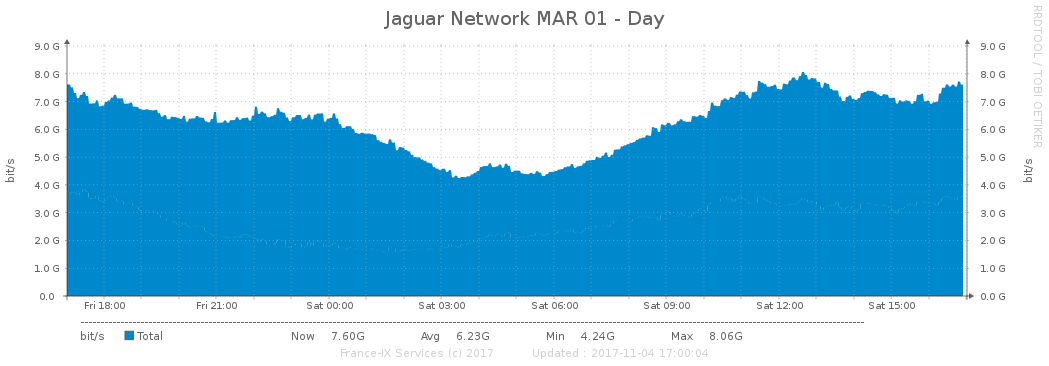 Jaguar Network MAR 01 - Day
RRDTOOL / TOBI OETIKER
bit/s
9.0 G
8.0 G
7.0 G
6.0 G
5.0 G
4.0 G
3.0 G
2.0 G
1.0 G
0.0
9.0 G
8.0 G
7.0 G
6.0 G
5.0 G
4.0 G
3.0 G
2.0 G
1.0 G
0.0 G
bit/s
Fri 18:00 Fri 21:00 Sat 00:00 Sat 03:00 Sat 06:00 Sat 09:00 Sat 12:00 Sat 15:00
bit/s Total Now 7.60G Avg 6.23G Min 4.24G Max 8.06G
France-IX Services (c) 2017 Updated : 2017-11-04 17:00:04